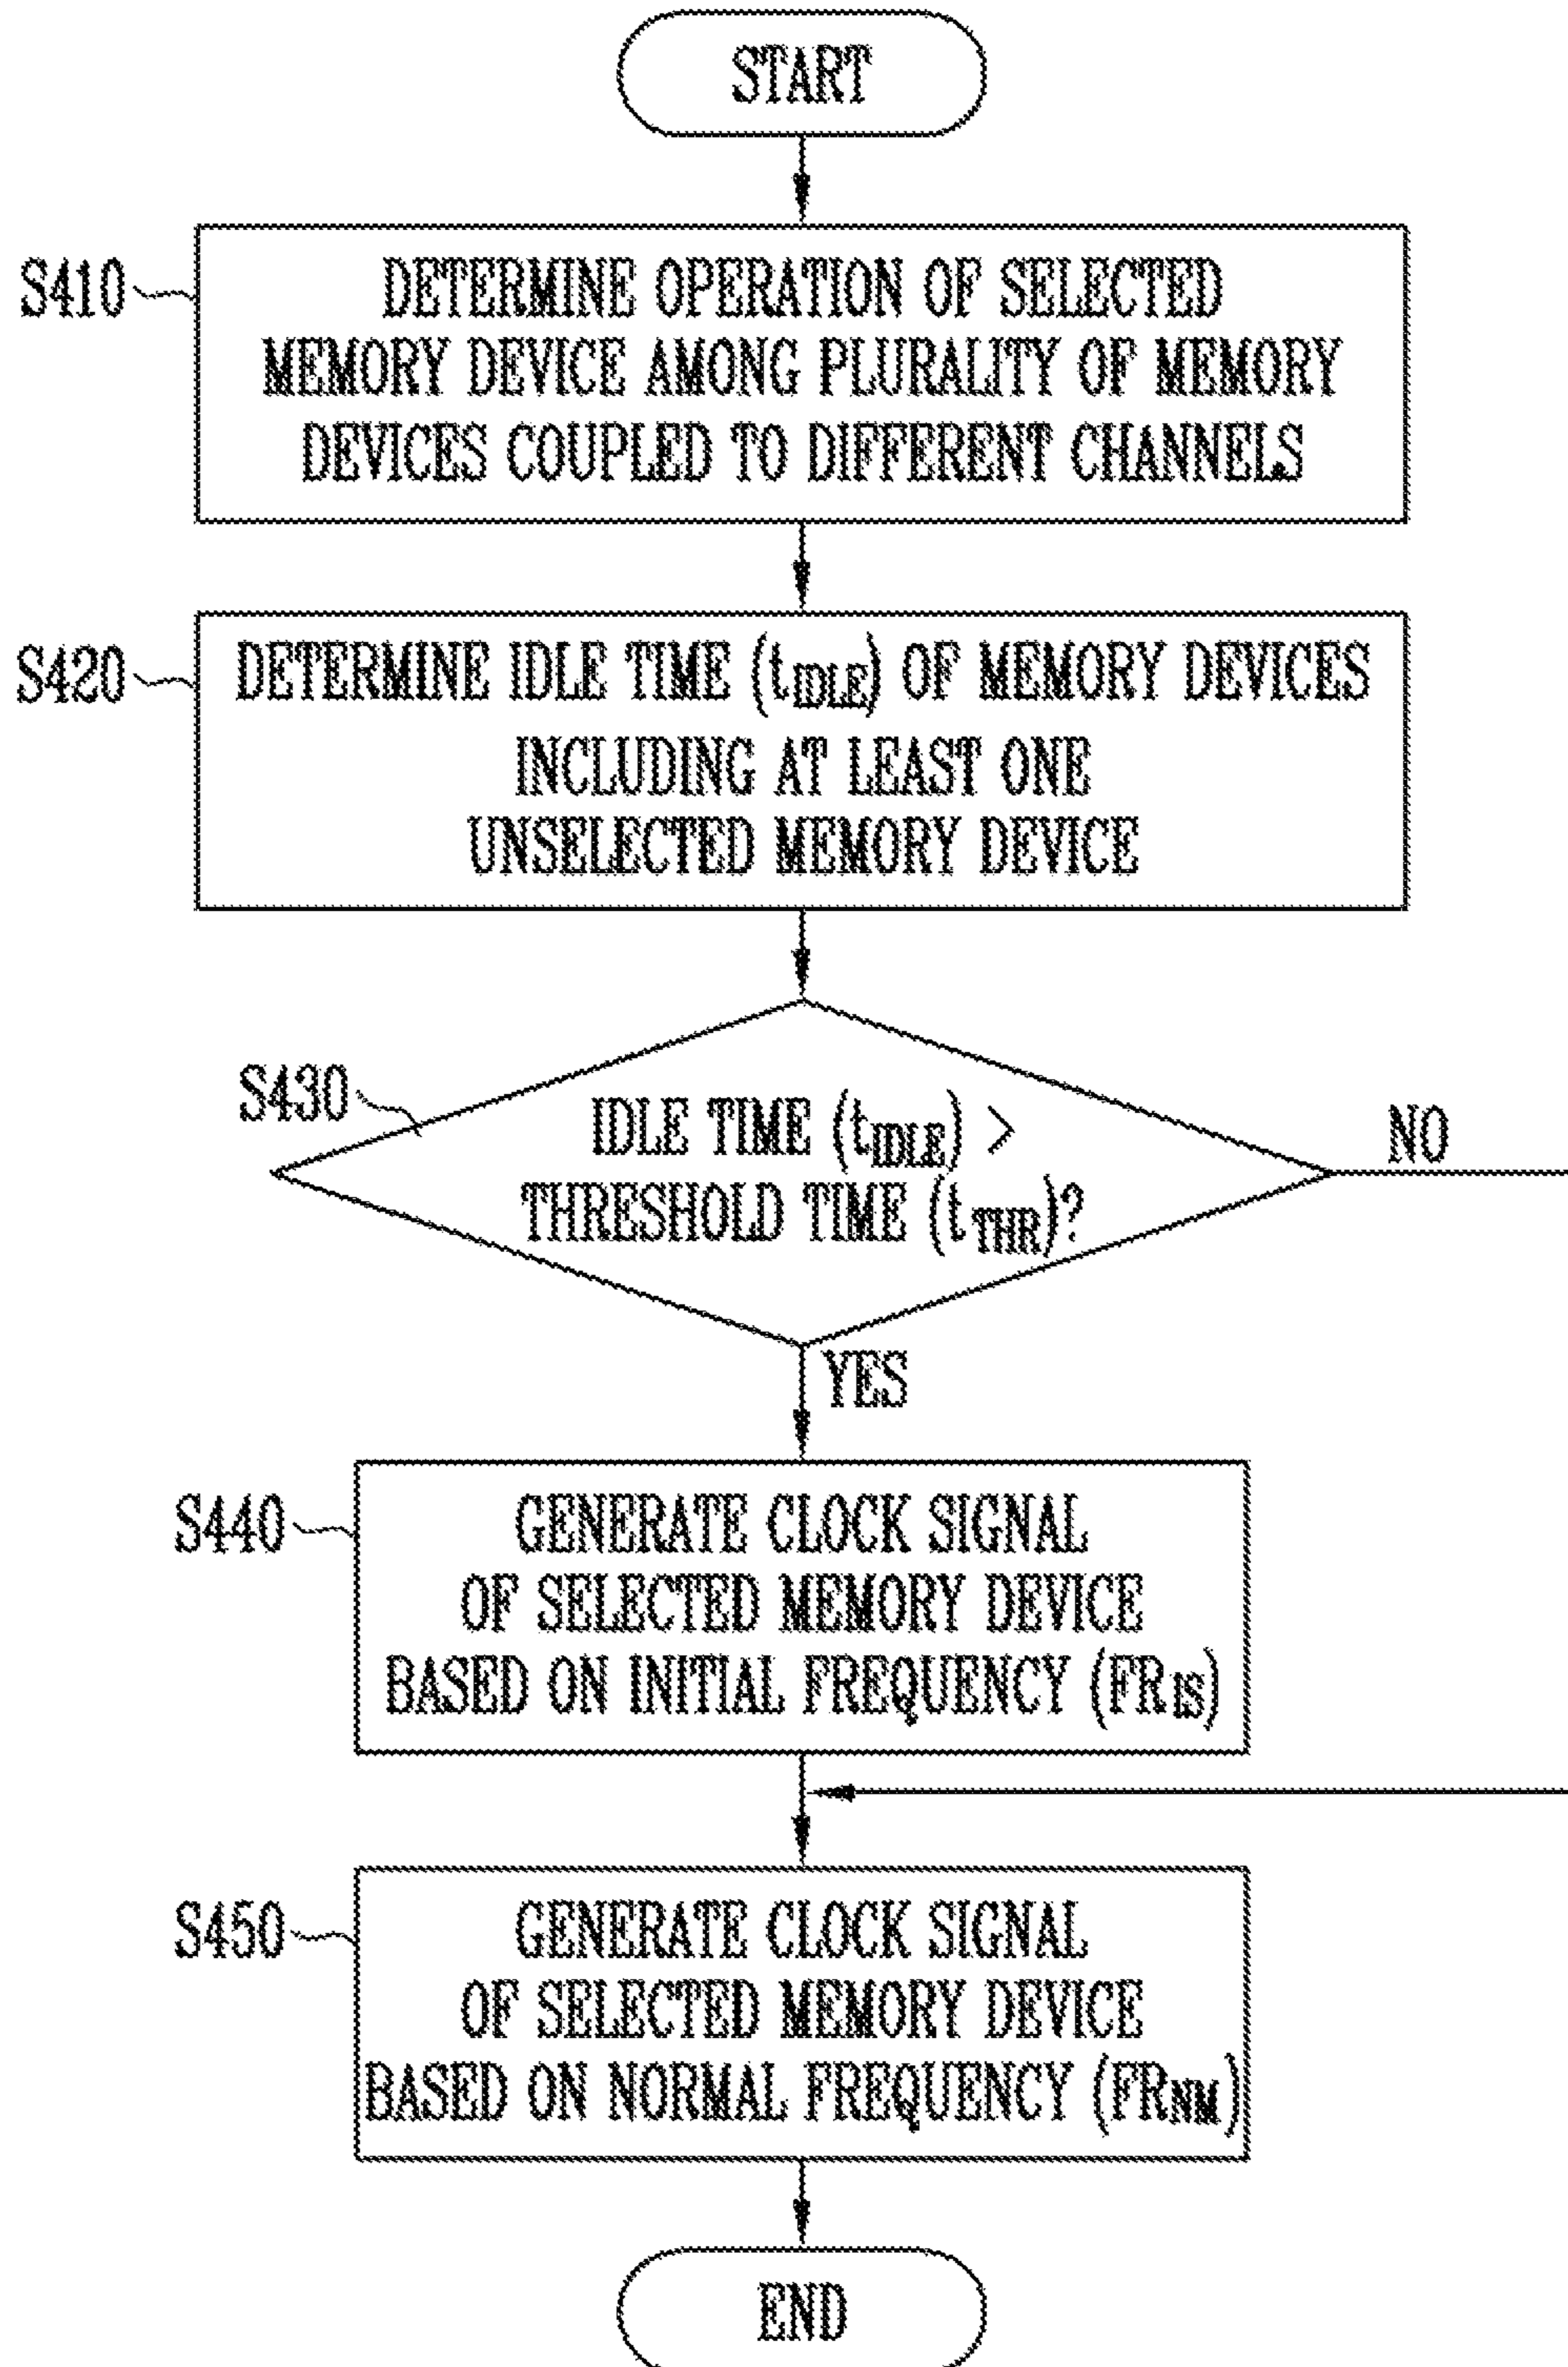 START
S410
DETERMINE OPERATION OF SELECTED
MEMORY DEVICE AMONG PLURALITY OF MEMORY
DEVICES COUPLED TO DIFFERENT CHANNELS
S420
DETERMINE IDLE TIME (tIDLE) OF MEMORY DEVICES
INCLUDING AT LEAST ONE
UNSELECTED MEMORY DEVICE
S430
IDLE TIME (tIDLE) >
THRESHOLD TIME (tTHR)?
NO
YES
S440
GENERATE CLOCK SIGNAL
OF SELECTED MEMORY DEVICE
BASED ON INITIAL FREQUENCY (FRIS)
S450
GENERATE CLOCK SIGNAL
OF SELECTED MEMORY DEVICE
BASED ON NORMAL FREQUENCY (FRNM)
END